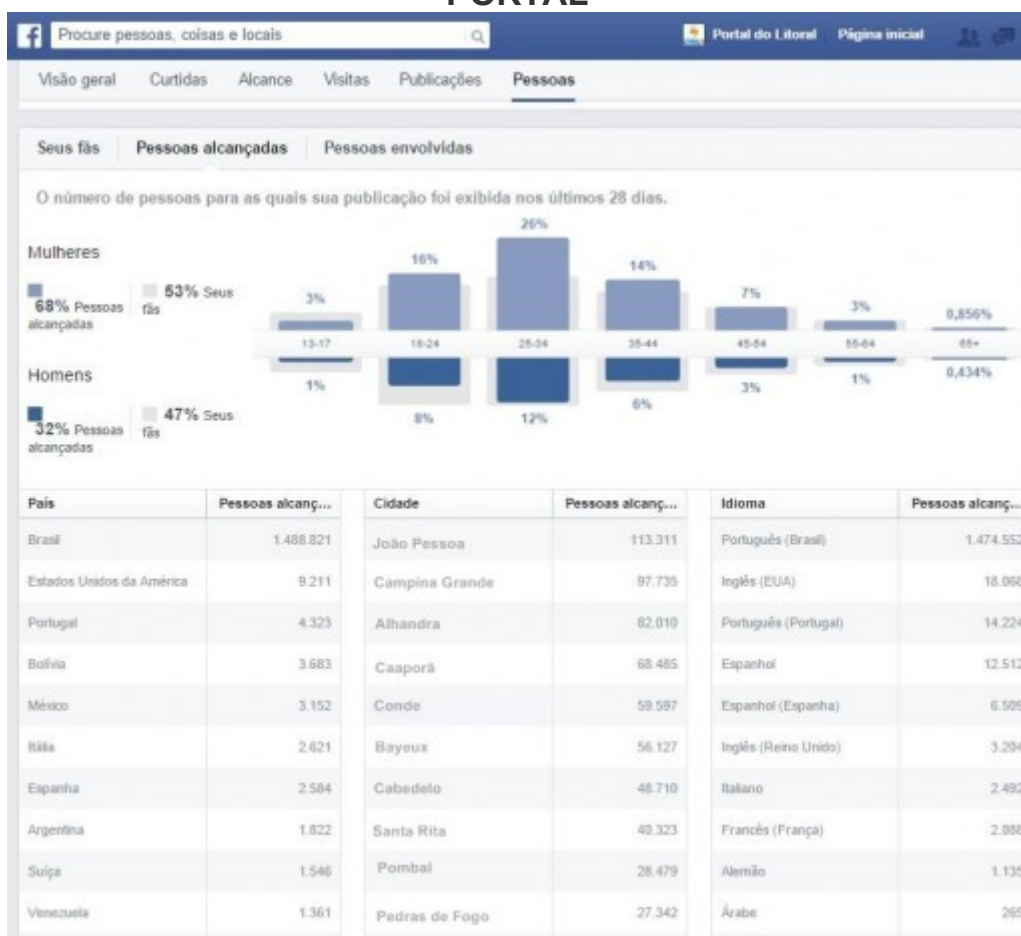 PORTAL
Procure pessoas, coisas e locais
Portal do Litoral Página inicial
Visão geral Curtidas Alcance Visitas Publicações Pessoas
Seus fãs Pessoas alcançadas Pessoas envolvidas
O número de pessoas para as quais sua publicação foi exibida nos últimos 28 dias.
Mulheres
68% Pessoas alcançadas
53% Seus fãs
3% 16% 26% 14% 7% 3% 0,856%
13-17 18-24 25-34 35-44 45-54 55-64 65+
Homens
32% Pessoas alcançadas
47% Seus fãs
1% 8% 12% 6% 3% 1% 0,434%
País Pessoas alcanç... Cidade Pessoas alcanç... Idioma Pessoas alcanç...
Brasil 1.488.821 João Pessoa 113.311 Português (Brasil) 1.474.552
Estados Unidos da América 9.211 Campina Grande 97.735 Inglês (EUA) 18.068
Portugal 4.323 Alhandra 82.010 Português (Portugal) 14.224
Bolívia 3.683 Caaporã 68.485 Espanhol 12.512
México 3.152 Conde 59.597 Espanhol (Espanha) 6.509
Itália 2.621 Bayeux 56.127 Inglês (Reino Unido) 3.204
Espanha 2.584 Cabedelo 48.710 Italiano 2.492
Argentina 1.822 Santa Rita 40.323 Francês (França) 2.088
Suíça 1.546 Pombal 28.479 Alemão 1.135
Venezuela 1.361 Pedras de Fogo 27.342 Árabe 265